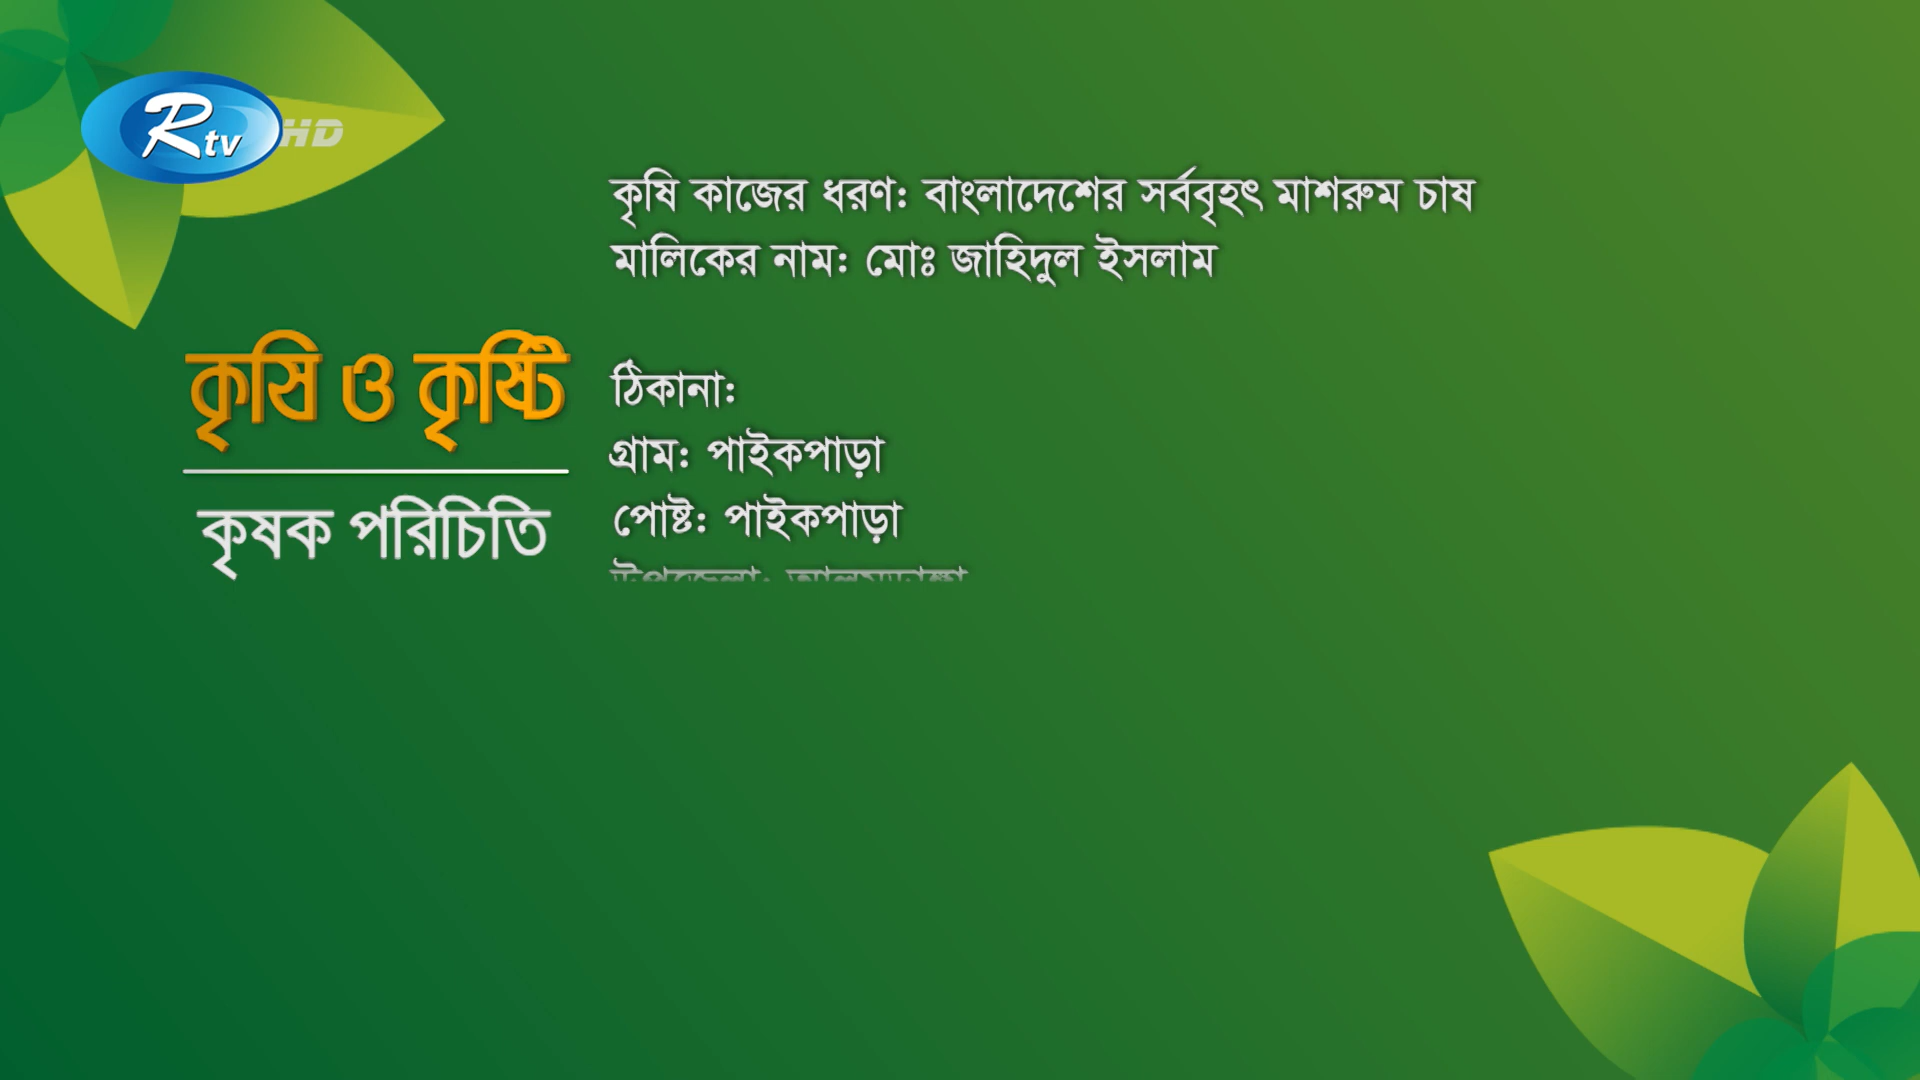 Rtv HD
কৃষি কাজের ধরণ: বাংলাদেশের সর্ববৃহৎ মাশরুম চাষ
মালিকের নাম: মোঃ জাহিদুল ইসলাম
কৃষি ও কৃষ্টি
কৃষক পরিচিতি
ঠিকানা:
গ্রাম: পাইকপাড়া
পোষ্ট: পাইকপাড়া